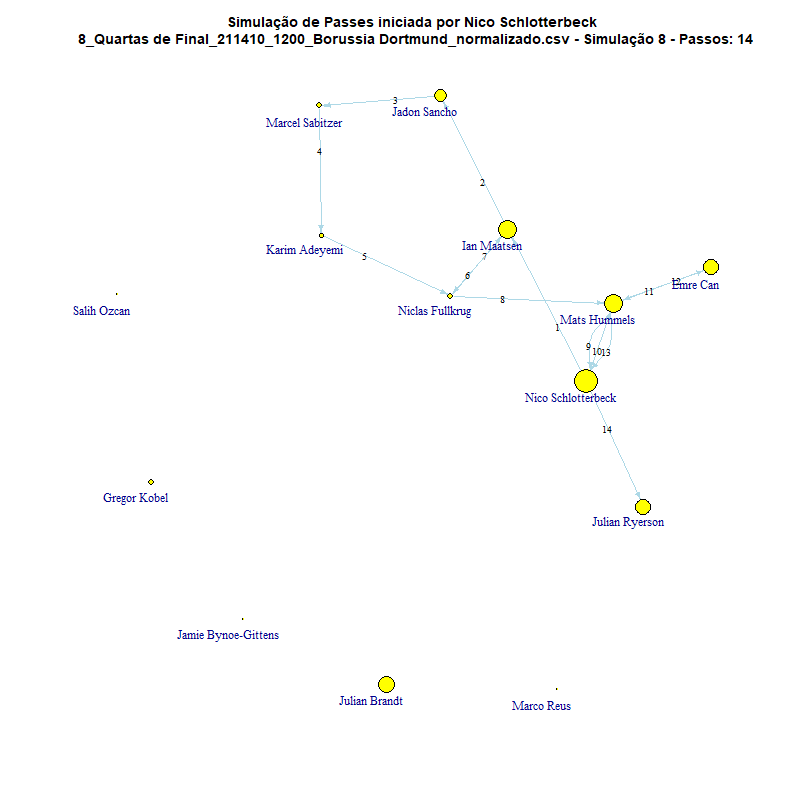 Simulação de Passes iniciada por Nico Schlotterbeck
8_Quartas de Final_211410_1200_Borussia Dortmund_normalizado.csv - Simulação 8 - Passos: 14
3
Jadon Sancho
Marcel Sabitzer
4
2
Ian Maatsen
Karim Adeyemi
5
7
6
12
Emre Can
11
Salih Ozcan
Niclas Fullkrug
8
Mats Hummels
1
9
10
13
Nico Schlotterbeck
14
Gregor Kobel
Julian Ryerson
Jamie Bynoe-Gittens
Julian Brandt
Marco Reus